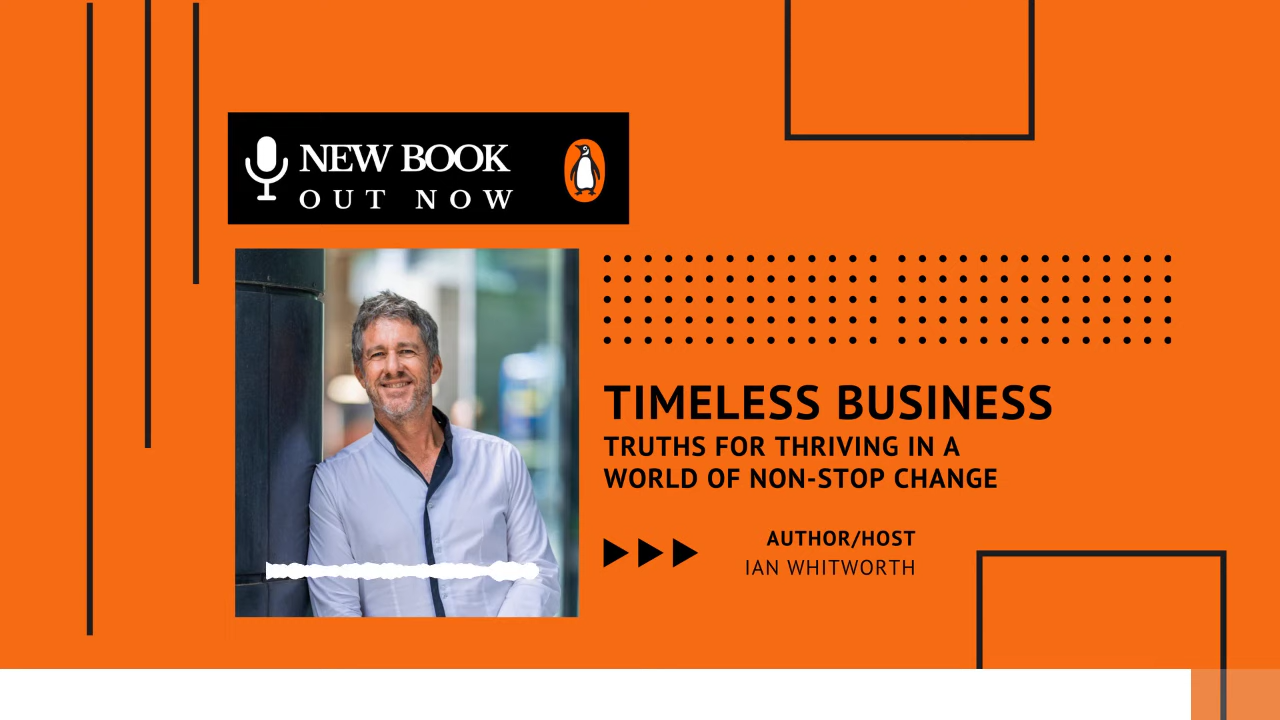 NEW BOOK
OUT NOW
TIMELESS BUSINESS
TRUTHS FOR THRIVING IN A
WORLD OF NON-STOP CHANGE
AUTHOR/HOST
IAN WHITWORTH